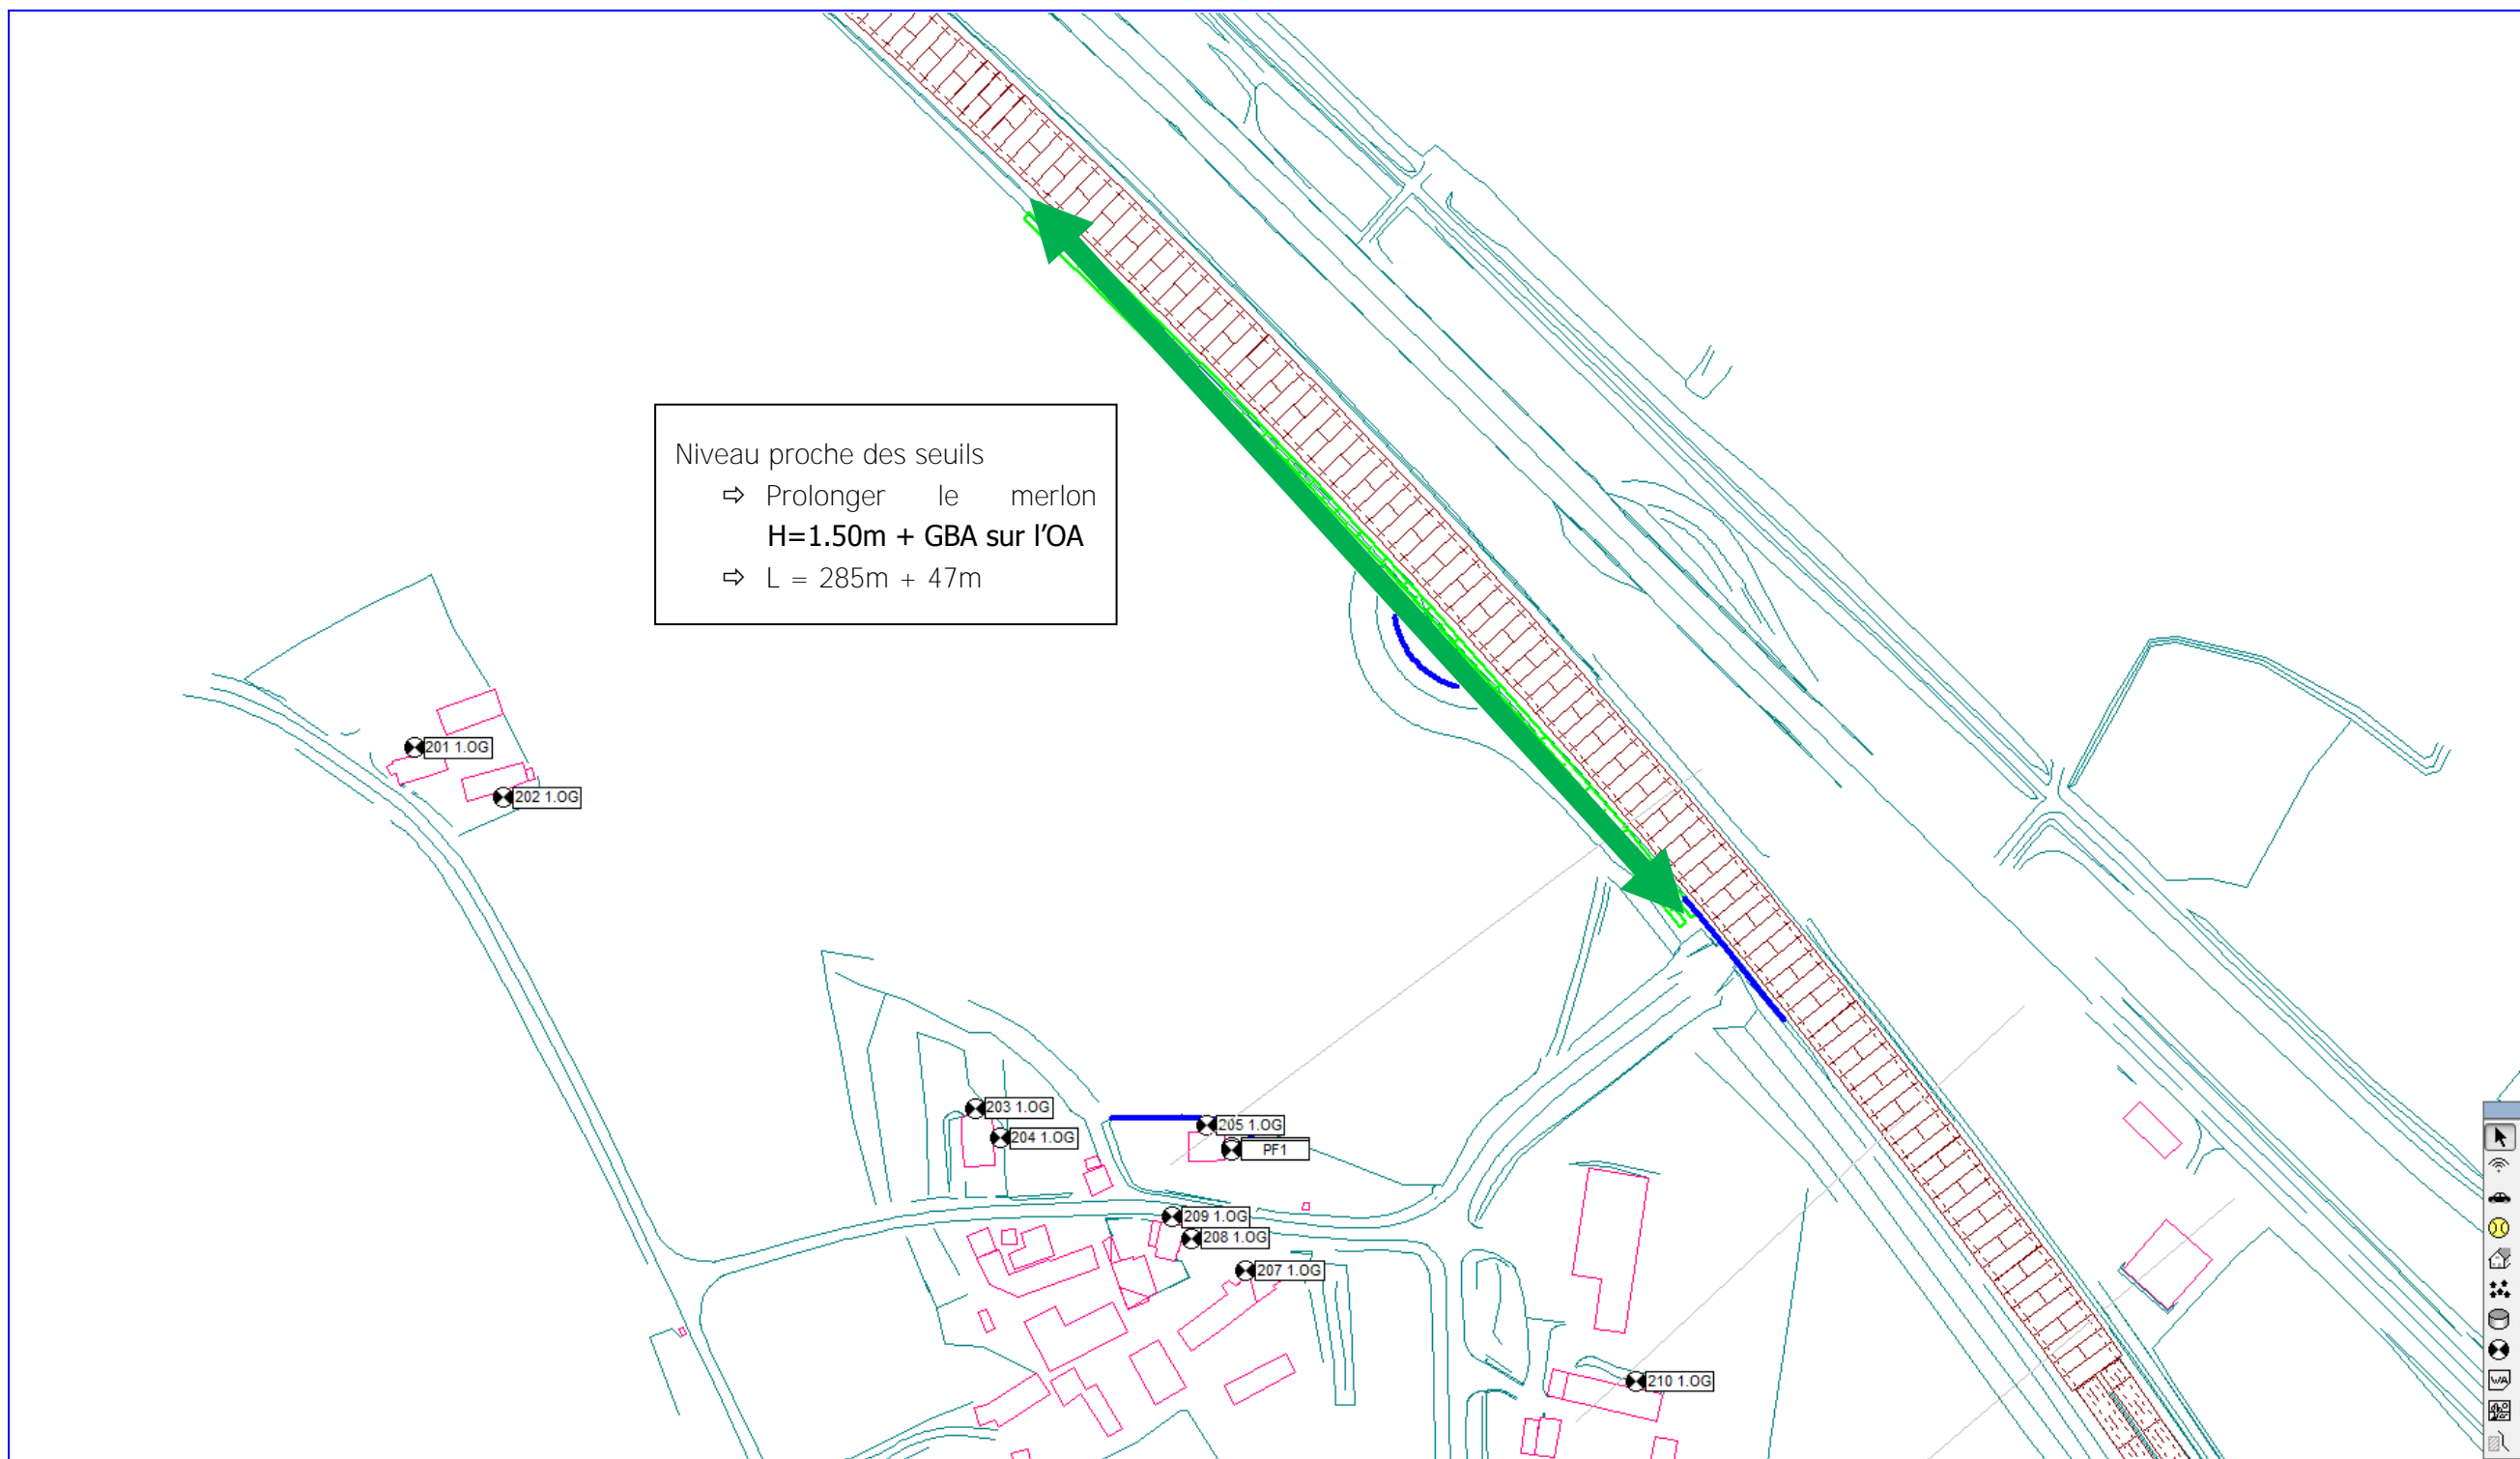 Niveau proche des seuils
⇨ Prolonger le merlon
H=1.50m + GBA sur l'OA
⇨ L = 285m + 47m
201 1.OG
202 1.OG
203 1.OG
204 1.OG
205 1.OG
PF1
209 1.OG
208 1.OG
207 1.OG
210 1.OG